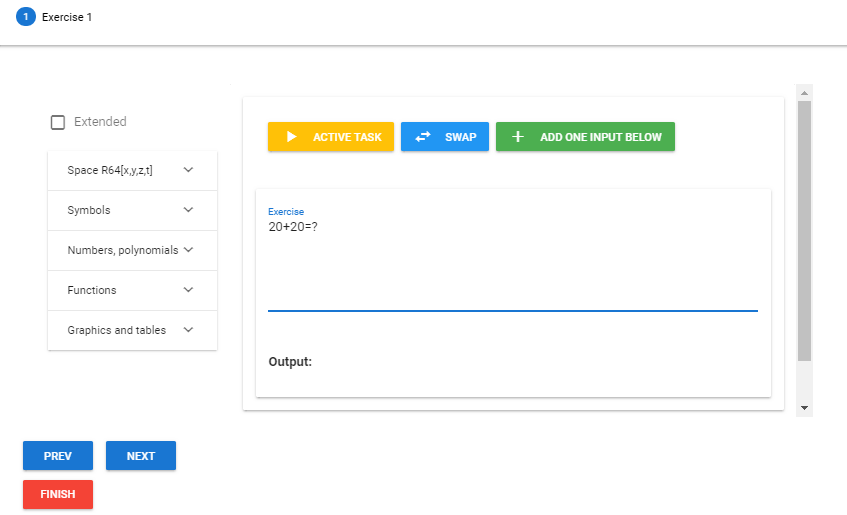 1 Exercise 1
Extended
Space R64[x,y,z,t]
Symbols
Numbers, polynomials
Functions
Graphics and tables
ACTIVE TASK
SWAP
ADD ONE INPUT BELOW
Exercise
20+20=?
Output:
PREV
NEXT
FINISH